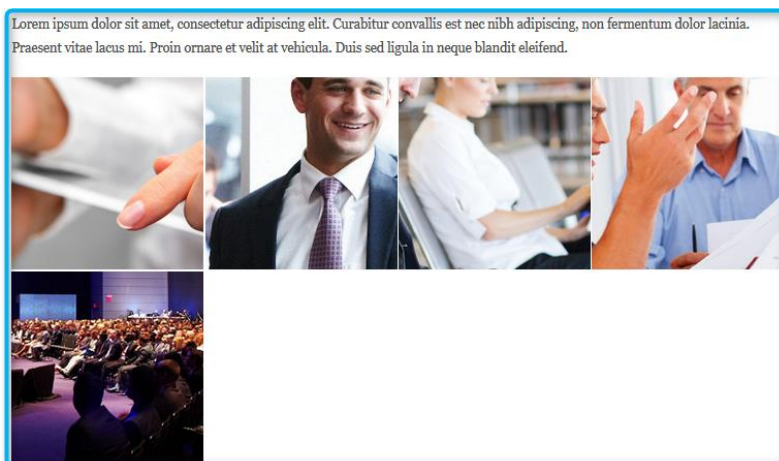 Lorem ipsum dolor sit amet, consectetur adipiscing elit. Curabitur convallis est nec nibh adipiscing, non fermentum dolor lacinia.
Praesent vitae lacus mi. Proin ornare et velit at vehicula. Duis sed ligula in neque blandit eleifend.